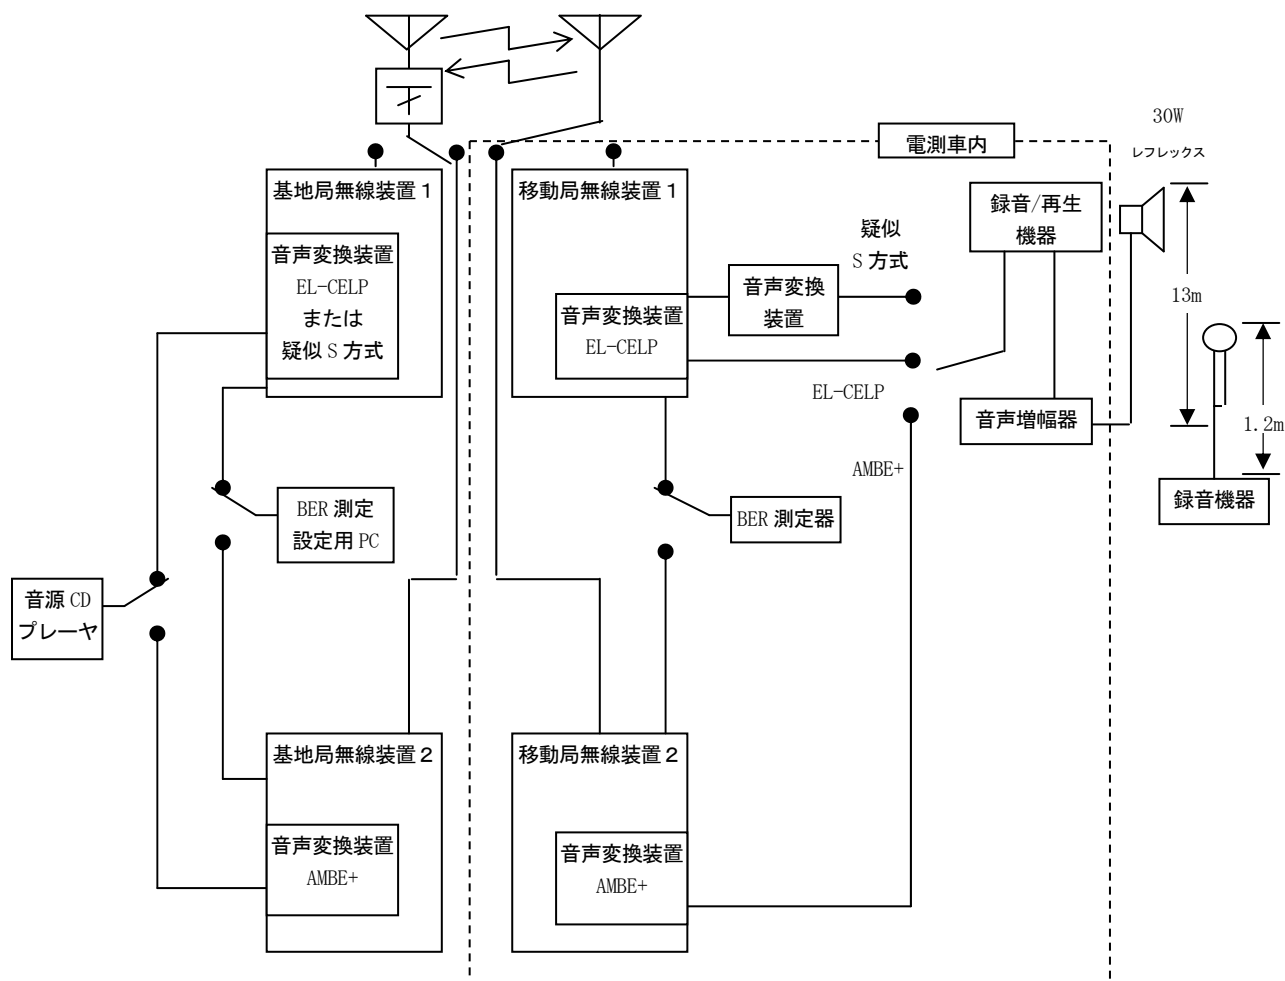 30W
レフレックス
電測車内
基地局無線装置１
移動局無線装置１
録音/再生
機器
疑似
S 方式
音声変換装置
EL-CELP
または
疑似 S 方式
音声変換
装置
音声変換装置
EL-CELP
13m
EL-CELP
音声増幅器
1.2m
AMBE+
録音機器
BER 測定
設定用 PC
BER 測定器
音源 CD
プレーヤ
基地局無線装置２
移動局無線装置２
音声変換装置
AMBE+
音声変換装置
AMBE+